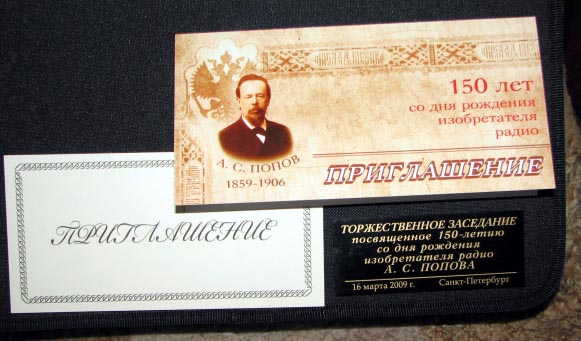 150 лет
со дня рождения
изобретателя
радио
А. С. ПОПОВ
1859-1906
ПРИГЛАШЕНИЕ
ПРИГЛАШЕНИЕ
ТОРЖЕСТВЕННОЕ ЗАСЕДАНИЕ
посвященное 150-летию
со дня рождения
изобретателя радио
А. С. ПОПОВА
16 марта 2009 г. Санкт-Петербург